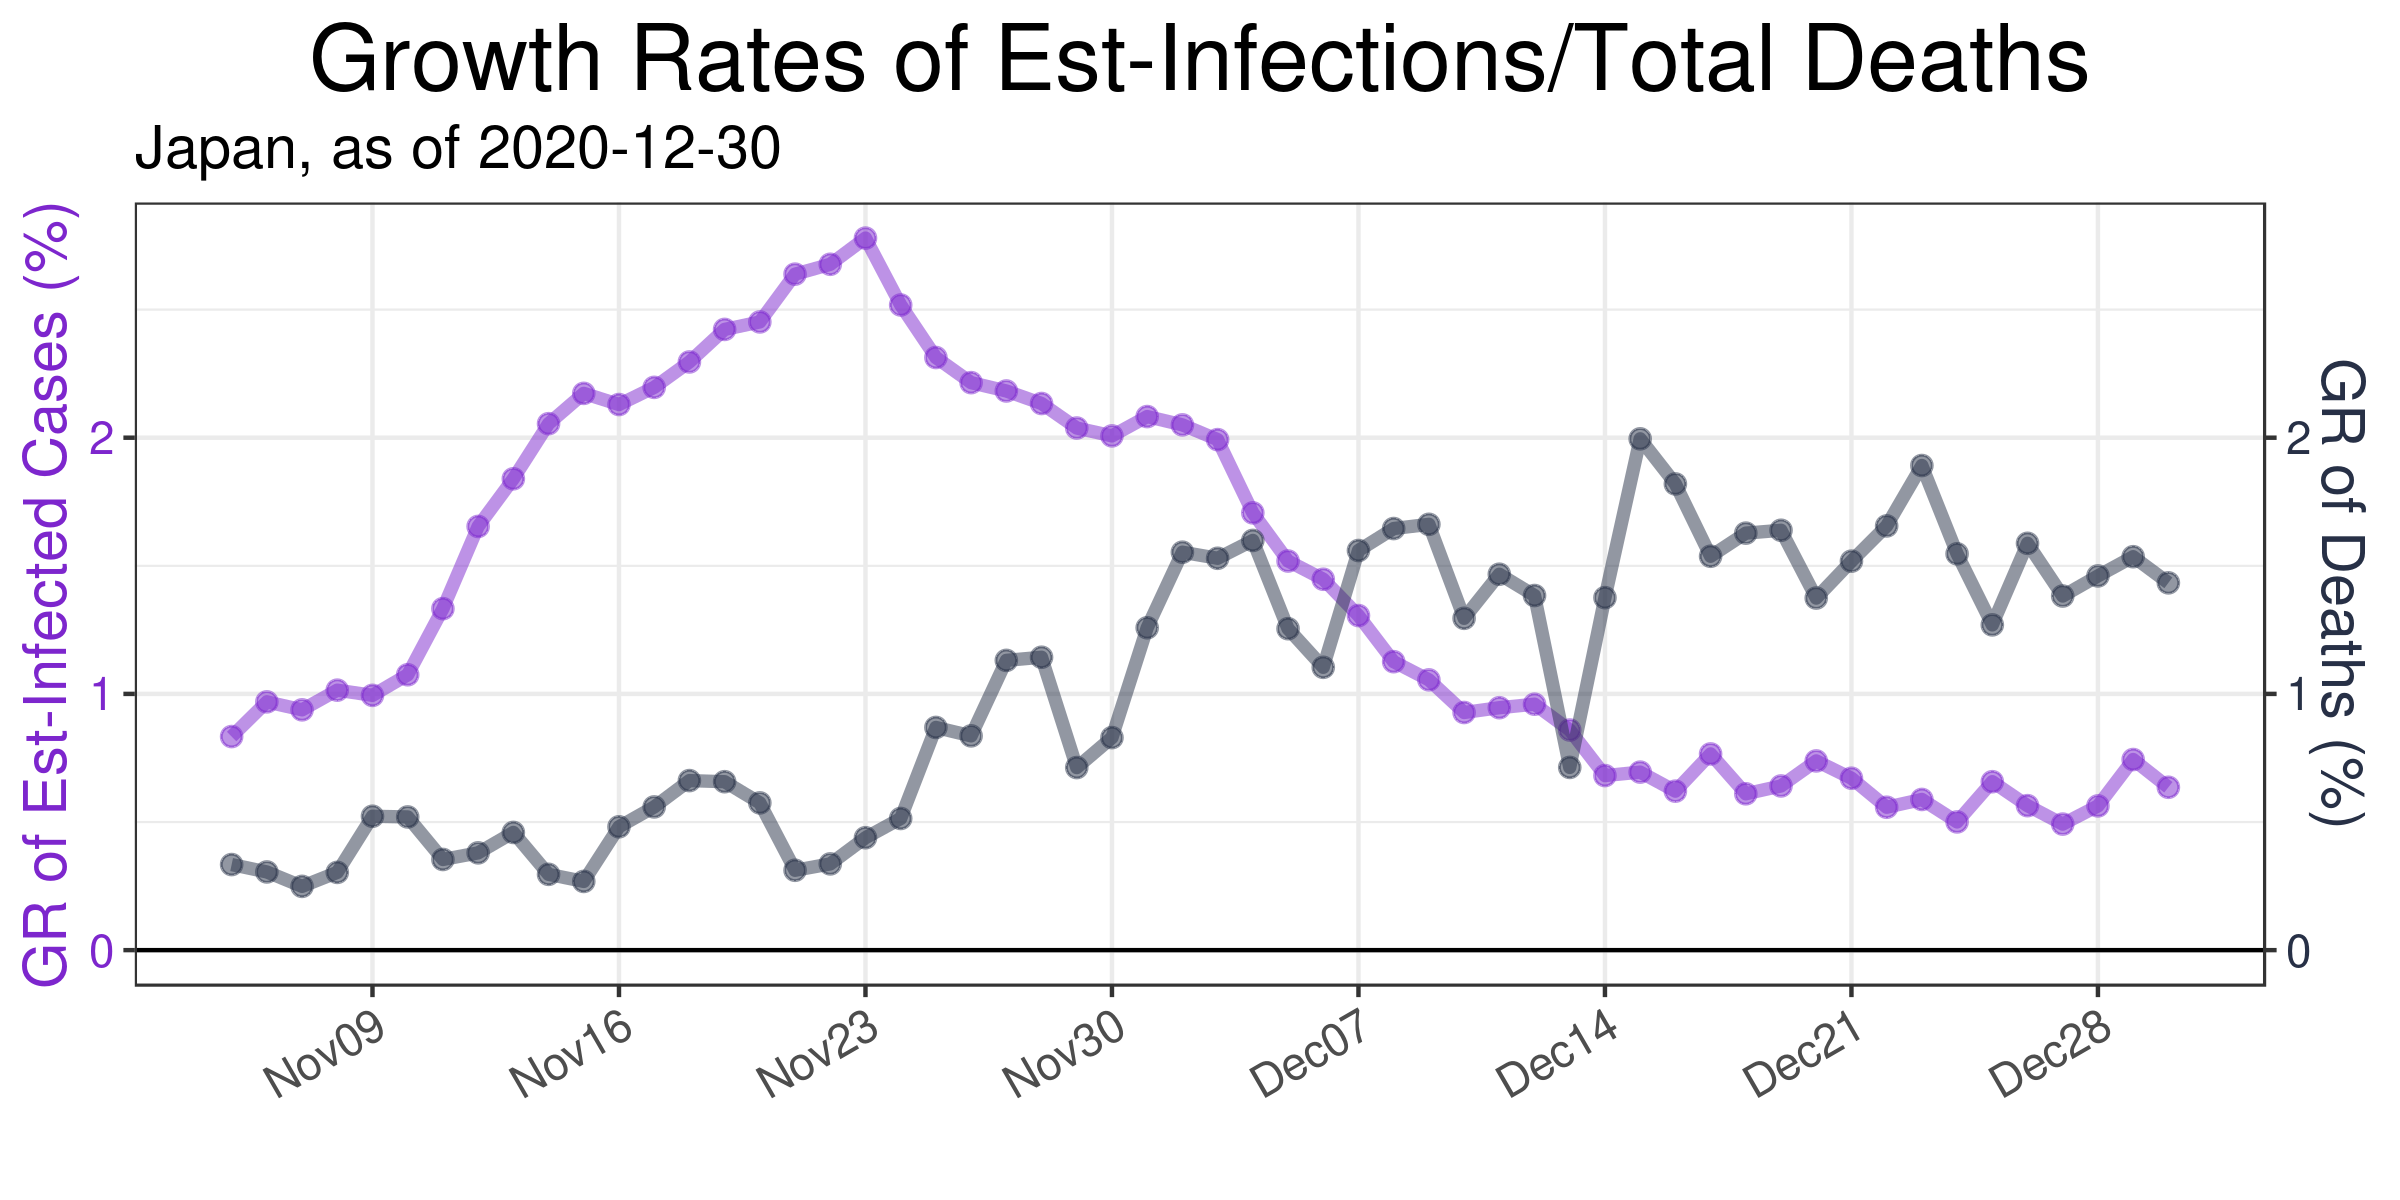 Growth Rates of Est-Infections/Total Deaths
Japan, as of 2020-12-30
GR of Est-Infected Cases (%)
2
1
0
2
1
0
GR of Deaths (%)
Nov09
Nov16
Nov23
Nov30
Dec07
Dec14
Dec21
Dec28